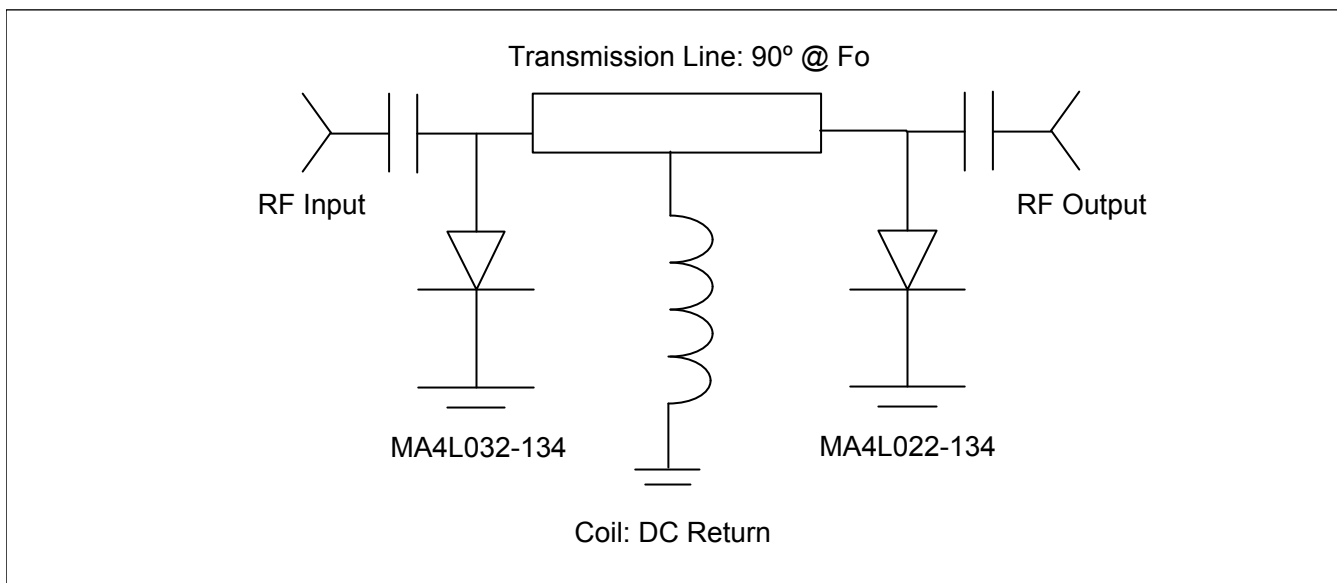 Transmission Line: 90º @ Fo
RF Input
RF Output
MA4L032-134
MA4L022-134
Coil: DC Return